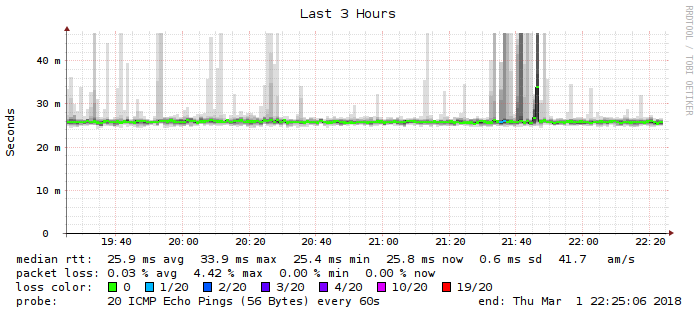 Last 3 Hours
RRDTOOL / TOBI OETIKER
Seconds
40 m
30 m
20 m
10 m
0
19:40 20:00 20:20 20:40 21:00 21:20 21:40 22:00 22:20
median rtt: 25.9 ms avg 33.9 ms max 25.4 ms min 25.8 ms now 0.6 ms sd 41.7 am/s
packet loss: 0.03 % avg 4.42 % max 0.00 % min 0.00 % now
loss color: 0 1/20 2/20 3/20 4/20 10/20 19/20
probe: 20 ICMP Echo Pings (56 Bytes) every 60s end: Thu Mar 1 22:25:06 2018